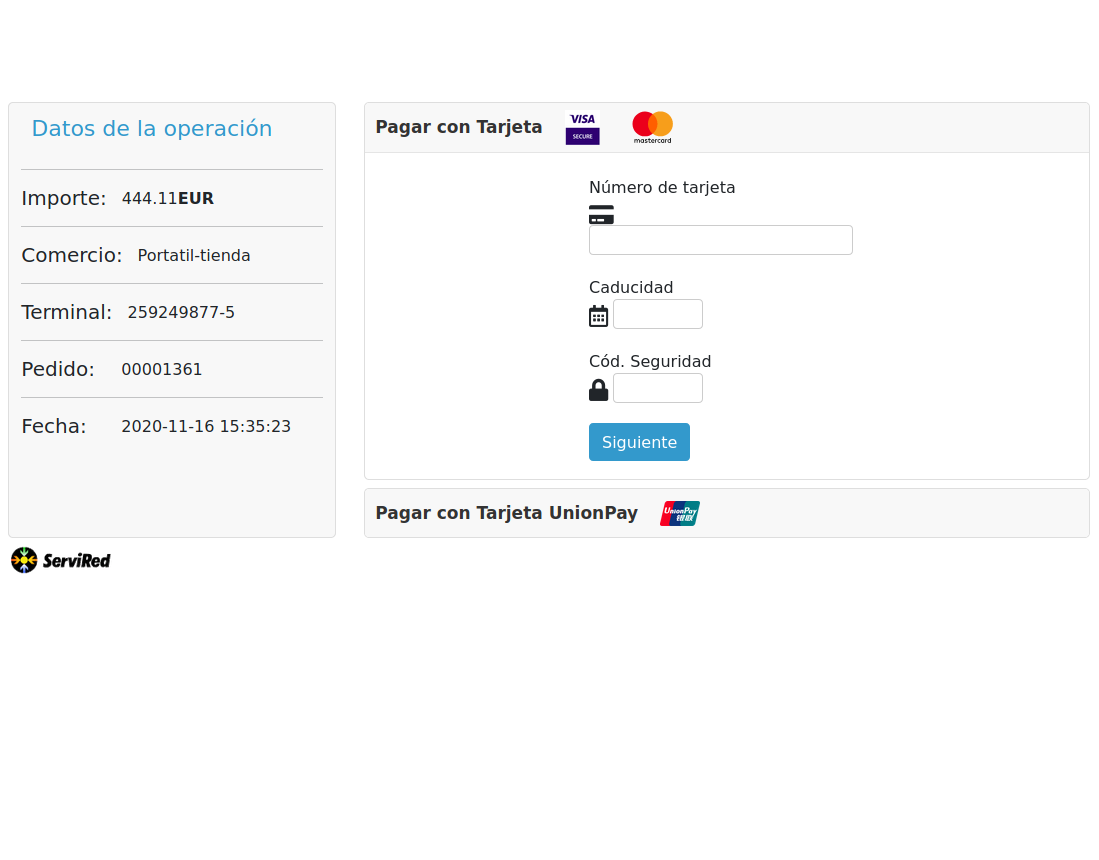 Datos de la operación
Importe: 444.11EUR
Comercio: Portatil-tienda
Terminal: 259249877-5
Pedido: 00001361
Fecha: 2020-11-16 15:35:23
ServiRed
Pagar con Tarjeta VISA SECURE mastercard
Número de tarjeta
Caducidad
Cód. Seguridad
Siguiente
Pagar con Tarjeta UnionPay UnionPay 银联